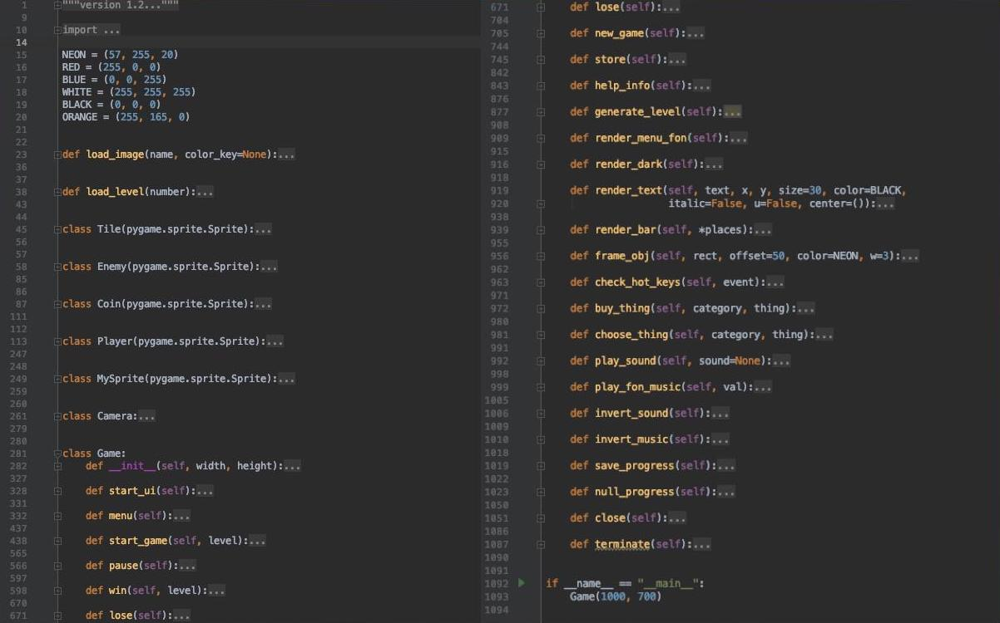 1 """version 1.2..."""
9
10 import ...
14
15 NEON = (57, 255, 20)
16 RED = (255, 0, 0)
17 BLUE = (0, 0, 255)
18 WHITE = (255, 255, 255)
19 BLACK = (0, 0, 0)
20 ORANGE = (255, 165, 0)
21
22
23 def load_image(name, color_key=None):...
36
37
38 def load_level(number):...
43
44
45 class Tile(pygame.sprite.Sprite):...
56
57
58 class Enemy(pygame.sprite.Sprite):...
85
86
87 class Coin(pygame.sprite.Sprite):...
111
112
113 class Player(pygame.sprite.Sprite):...
247
248
249 class MySprite(pygame.sprite.Sprite):...
259
260
261 class Camera:...
279
280
281 class Game:
282 def __init__(self, width, height):...
327
328 def start_ui(self):...
331
332 def menu(self):...
437
438 def start_game(self, level):...
565
566 def pause(self):...
597
598 def win(self, level):...
670
671 def lose(self):...
671 def lose(self):...
704
705 def new_game(self):...
744
745 def store(self):...
842
843 def help_info(self):...
876
877 def generate_level(self):...
908
909 def render_menu_fon(self):...
915
916 def render_dark(self):...
918
919 def render_text(self, text, x, y, size=30, color=BLACK,
920 italic=False, u=False, center=()):...
938
939 def render_bar(self, *places):...
955
956 def frame_obj(self, rect, offset=50, color=NEON, w=3):...
962
963 def check_hot_keys(self, event):...
971
972 def buy_thing(self, category, thing):...
980
981 def choose_thing(self, category, thing):...
991
992 def play_sound(self, sound=None):...
998
999 def play_fon_music(self, val):...
1005
1006 def invert_sound(self):...
1009
1010 def invert_music(self):...
1018
1019 def save_progress(self):...
1022
1023 def null_progress(self):...
1050
1051 def close(self):...
1086
1087 def terminate(self):...
1090
1091
1092 if __name__ == "__main__":
1093 Game(1000, 700)
1094